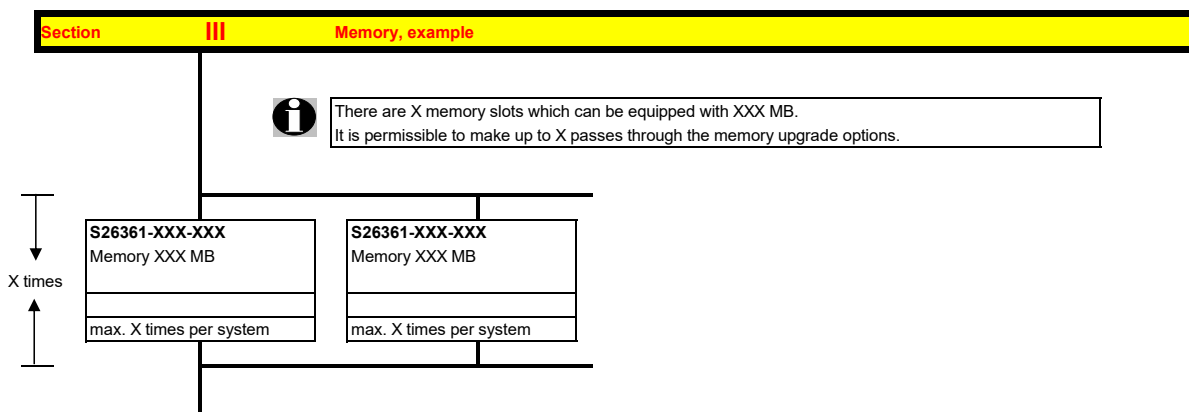 Section III Memory, example
There are X memory slots which can be equipped with XXX MB.
It is permissible to make up to X passes through the memory upgrade options.
S26361-XXX-XXX
Memory XXX MB
max. X times per system
S26361-XXX-XXX
Memory XXX MB
max. X times per system
X times